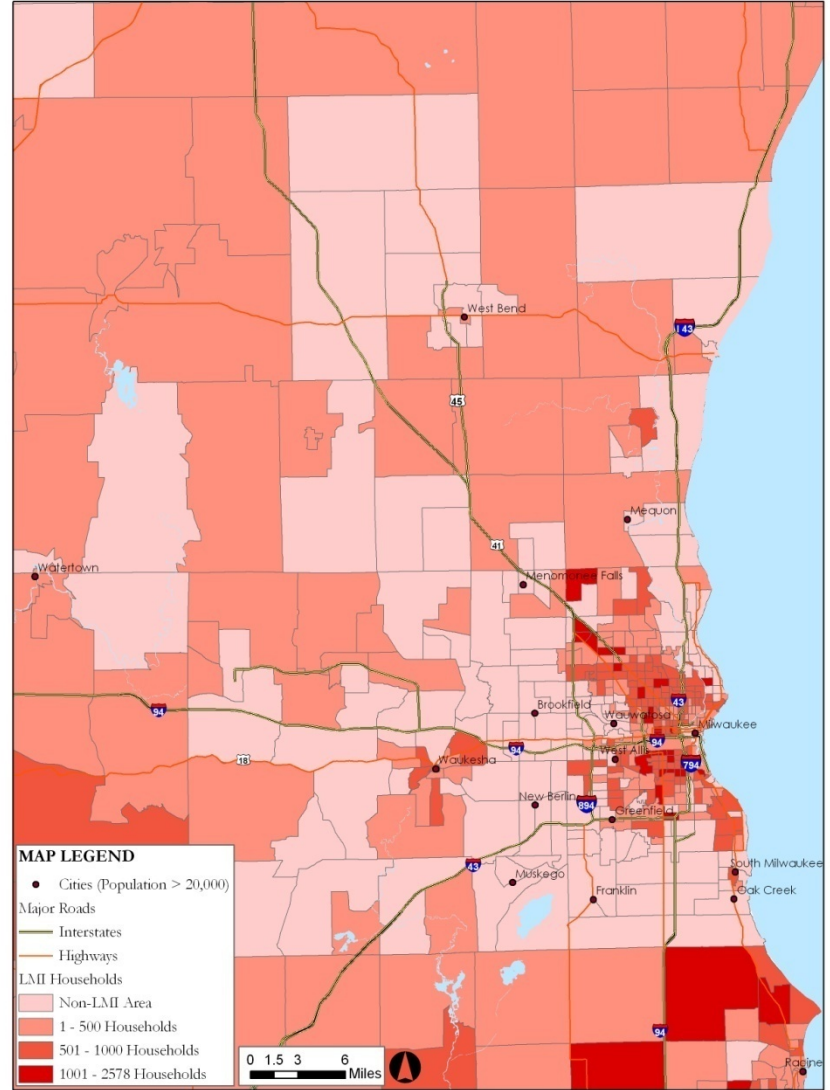 West Bend
I 43
45
Mequon
41
Watertown
Menomonee Falls
94
43
Brookfield
Wauwatosa
Milwaukee
94
94
18
West Allis
Waukesha
794
New Berlin
894
Greenfield
43
South Milwaukee
Muskego
Franklin
Oak Creek
MAP LEGEND
Cities (Population > 20,000)
Major Roads
Interstates
Highways
LMI Households
Non-LMI Area
1 - 500 Households
501 - 1000 Households
1001 - 2578 Households
0 1.5 3 6
Miles
94
Racine